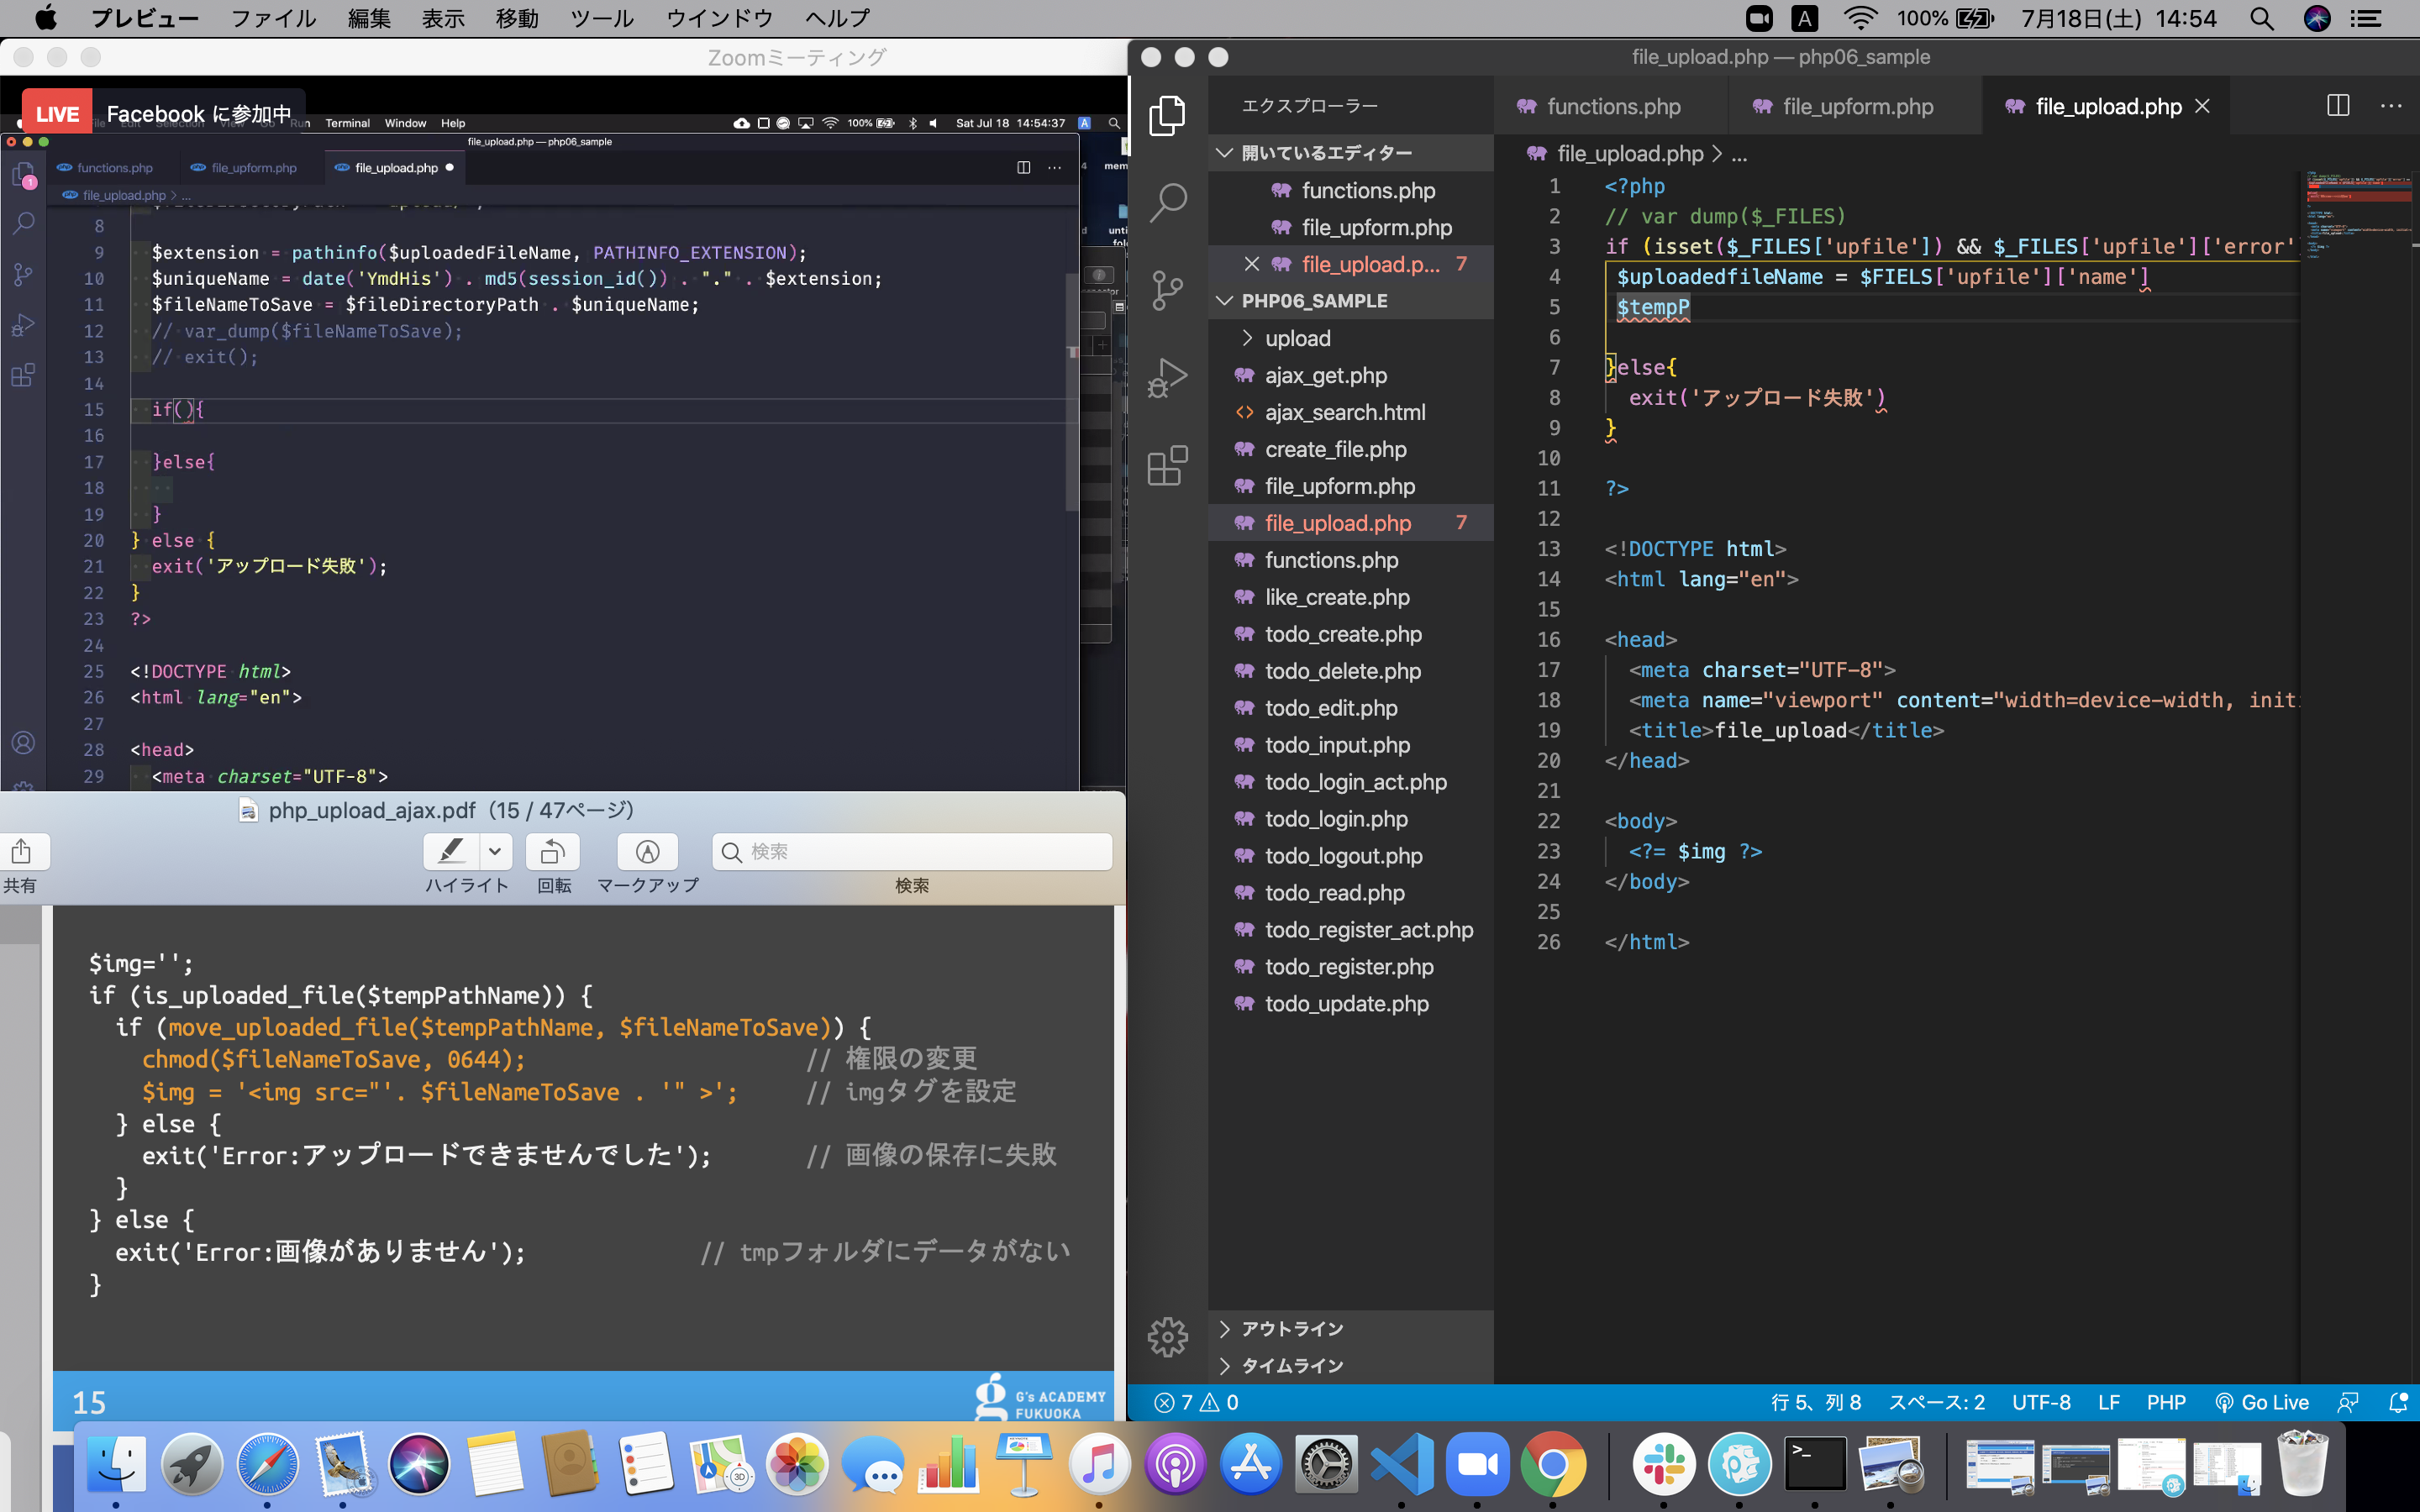 プレビュー ファイル 編集 表示 移動 ツール ウインドウ ヘルプ
A 100% 7月18日(土) 14:54
Zoomミーティング
LIVE Facebook に参加中
Terminal Window Help
100% Sat Jul 18 14:54:37 A
file_upload.php — php06_sample
functions.php file_upform.php file_upload.php
1
file_upload.php > ...
8
9 $extension = pathinfo($uploadedFileName, PATHINFO_EXTENSION);
10 $uniqueName = date('YmdHis') . md5(session_id()) . "." . $extension;
11 $fileNameToSave = $fileDirectoryPath . $uniqueName;
12 // var_dump($fileNameToSave);
13 // exit();
14
15 if(){
16
17 }else{
18
19 }
20 } else {
21 exit('アップロード失敗');
22 }
23 ?>
24
25 <!DOCTYPE html>
26 <html lang="en">
27
28 <head>
29 <meta charset="UTF-8">
php_upload_ajax.pdf（15 / 47ページ）
検索
共有 ハイライト 回転 マークアップ 検索
$img='';
if (is_uploaded_file($tempPathName)) {
if (move_uploaded_file($tempPathName, $fileNameToSave)) {
chmod($fileNameToSave, 0644); // 権限の変更
$img = '<img src="'. $fileNameToSave . '" >'; // imgタグを設定
} else {
exit('Error:アップロードできませんでした'); // 画像の保存に失敗
}
} else {
exit('Error:画像がありません'); // tmpフォルダにデータがない
}
15
G's ACADEMY
FUKUOKA
file_upload.php — php06_sample
エクスプローラー
開いているエディター
functions.php
file_upform.php
file_upload.p... 7
PHP06_SAMPLE
upload
ajax_get.php
ajax_search.html
create_file.php
file_upform.php
file_upload.php 7
functions.php
like_create.php
todo_create.php
todo_delete.php
todo_edit.php
todo_input.php
todo_login_act.php
todo_login.php
todo_logout.php
todo_read.php
todo_register_act.php
todo_register.php
todo_update.php
アウトライン
タイムライン
functions.php file_upform.php file_upload.php
file_upload.php > ...
1 <?php
2 // var dump($_FILES)
3 if (isset($_FILES['upfile']) && $_FILES['upfile']['error'
4 $uploadedfileName = $FIELS['upfile']['name']
5 $tempP
6
7 }else{
8 exit('アップロード失敗')
9 }
10
11 ?>
12
13 <!DOCTYPE html>
14 <html lang="en">
15
16 <head>
17 <meta charset="UTF-8">
18 <meta name="viewport" content="width=device-width, init
19 <title>file_upload</title>
20 </head>
21
22 <body>
23 <?= $img ?>
24 </body>
25
26 </html>
7 0 行 5、列 8 スペース: 2 UTF-8 LF PHP Go Live